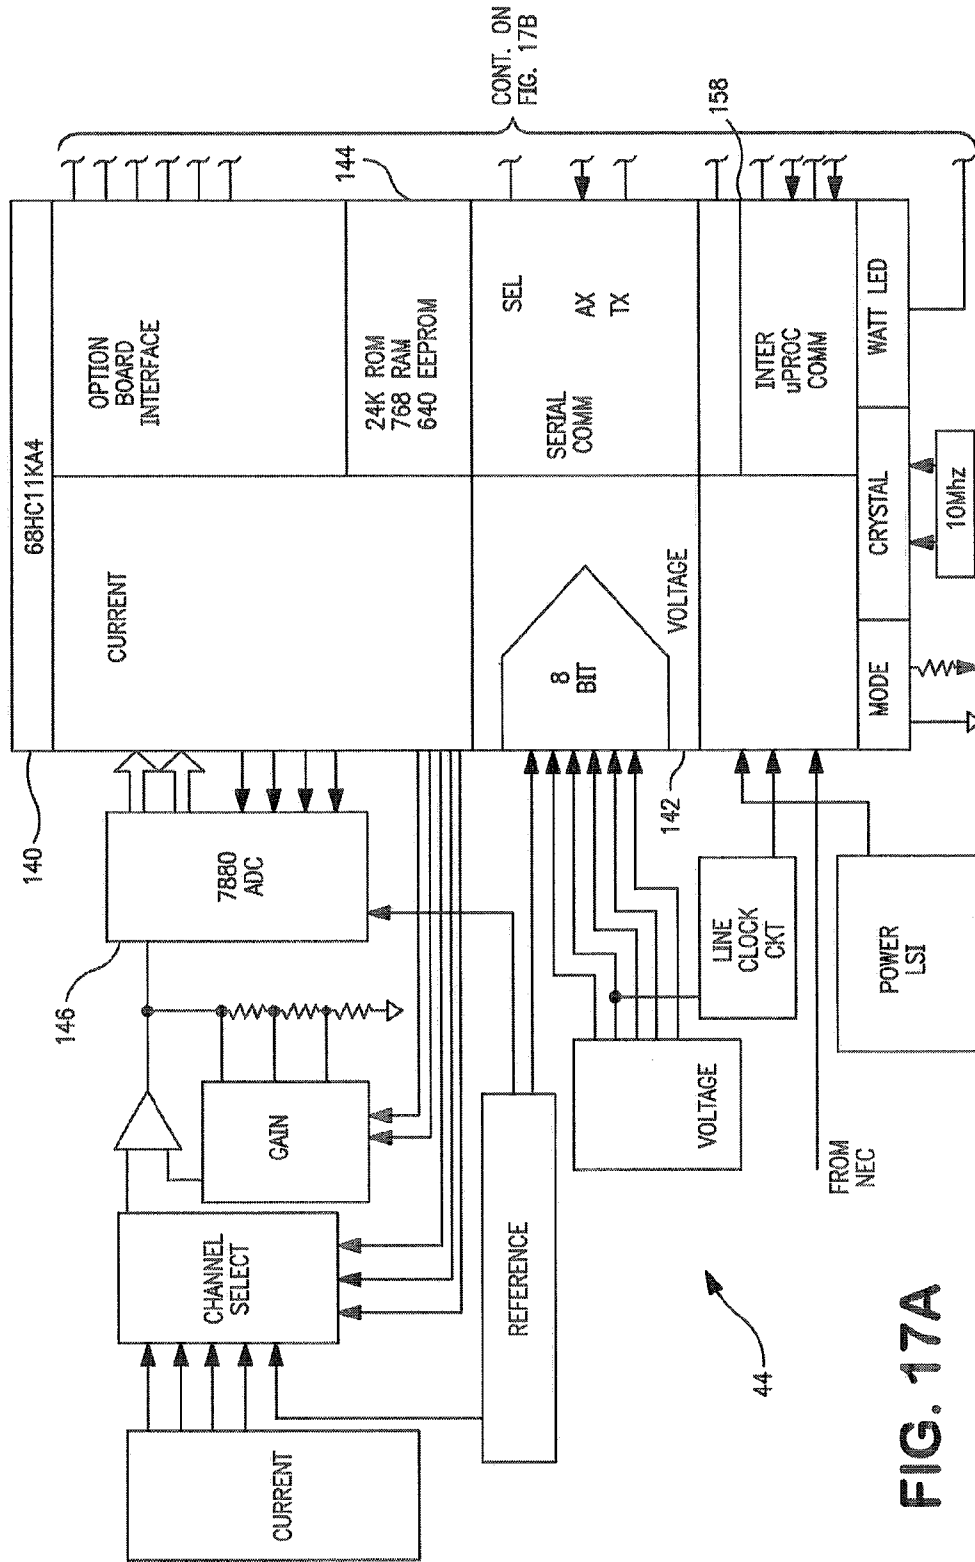 68HC11KA4
140
146
7880
ADC
CURRENT
OPTION
BOARD
INTERFACE
24K ROM
768 RAM
640 EEPROM
144
CURRENT
CHANNEL
SELECT
GAIN
REFERENCE
8
BIT
VOLTAGE
SERIAL
COMM
SEL
AX
TX
CONT. ON
FIG. 17B
142
158
VOLTAGE
LINE
CLOCK
CKT
POWER
LSI
FROM
NEC
INTER
uPROC
COMM
MODE
CRYSTAL
WATT LED
10Mhz
44
FIG. 17A